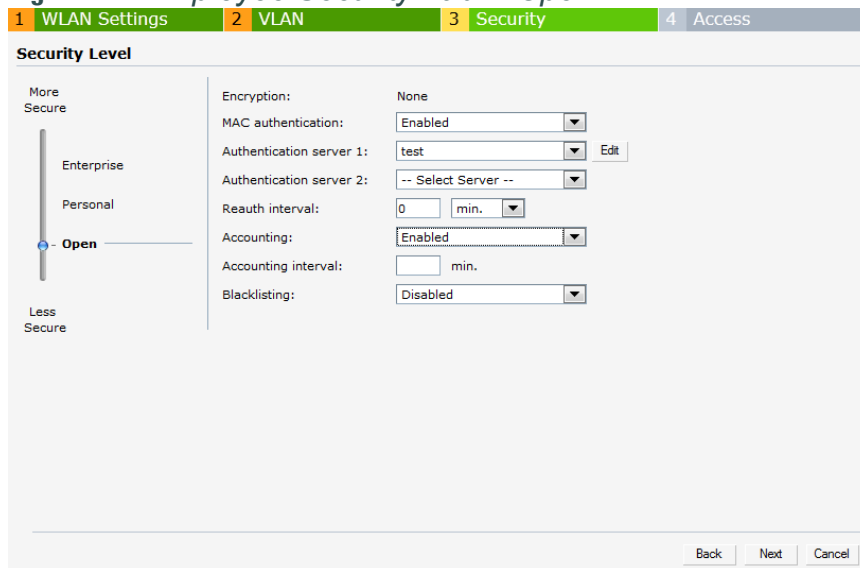 1 WLAN Settings 2 VLAN 3 Security 4 Access
Security Level
More
Secure
Enterprise
Personal
Open
Less
Secure
Encryption: None
MAC authentication: Enabled
Authentication server 1: test Edit
Authentication server 2: -- Select Server --
Reauth interval: 0 min.
Accounting: Enabled
Accounting interval: min.
Blacklisting: Disabled
Back Next Cancel